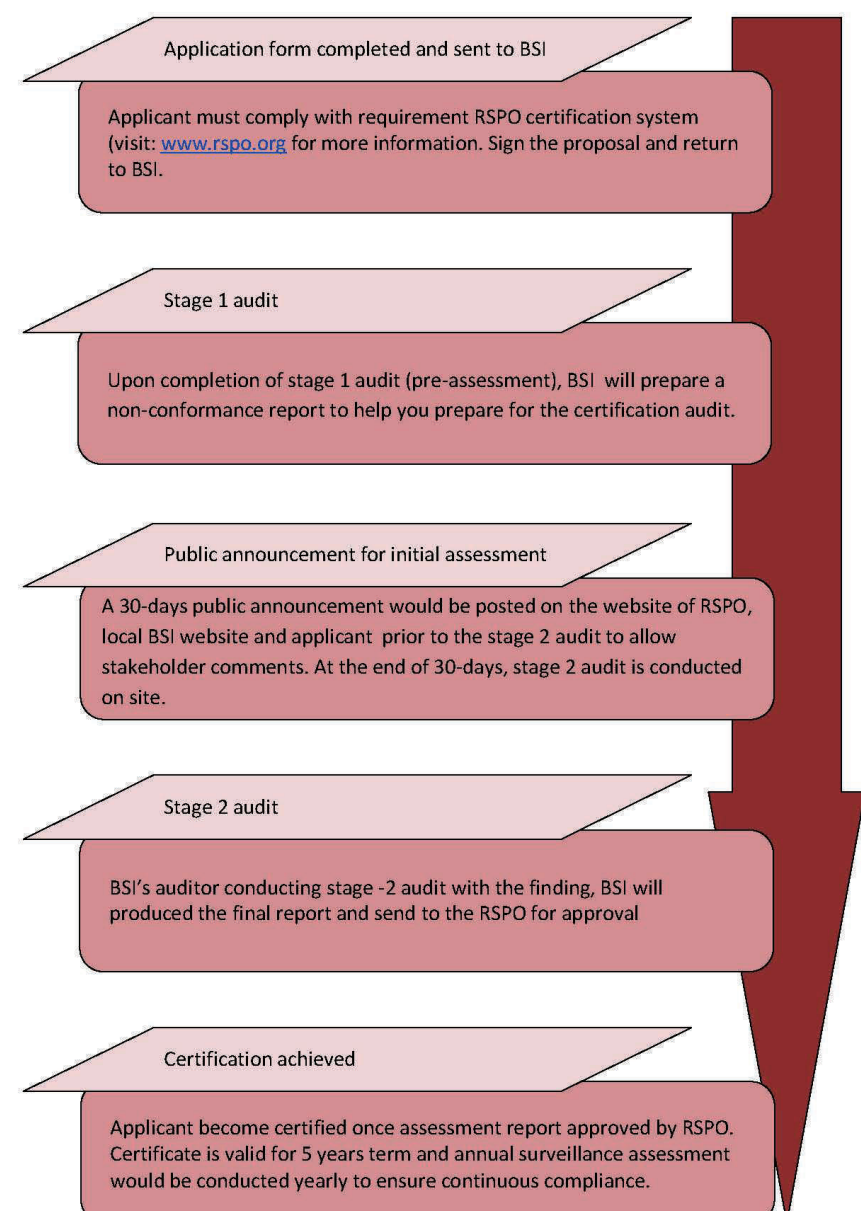 Application form completed and sent to BSI
Applicant must comply with requirement RSPO certification system
(visit: www.rspo.org for more information. Sign the proposal and return
to BSI.
Stage 1 audit
Upon completion of stage 1 audit (pre-assessment), BSI will prepare a
non-conformance report to help you prepare for the certification audit.
Public announcement for initial assessment
A 30-days public announcement would be posted on the website of RSPO,
local BSI website and applicant prior to the stage 2 audit to allow
stakeholder comments. At the end of 30-days, stage 2 audit is conducted
on site.
Stage 2 audit
BSI’s auditor conducting stage -2 audit with the finding, BSI will
produced the final report and send to the RSPO for approval
Certification achieved
Applicant become certified once assessment report approved by RSPO.
Certificate is valid for 5 years term and annual surveillance assessment
would be conducted yearly to ensure continuous compliance.